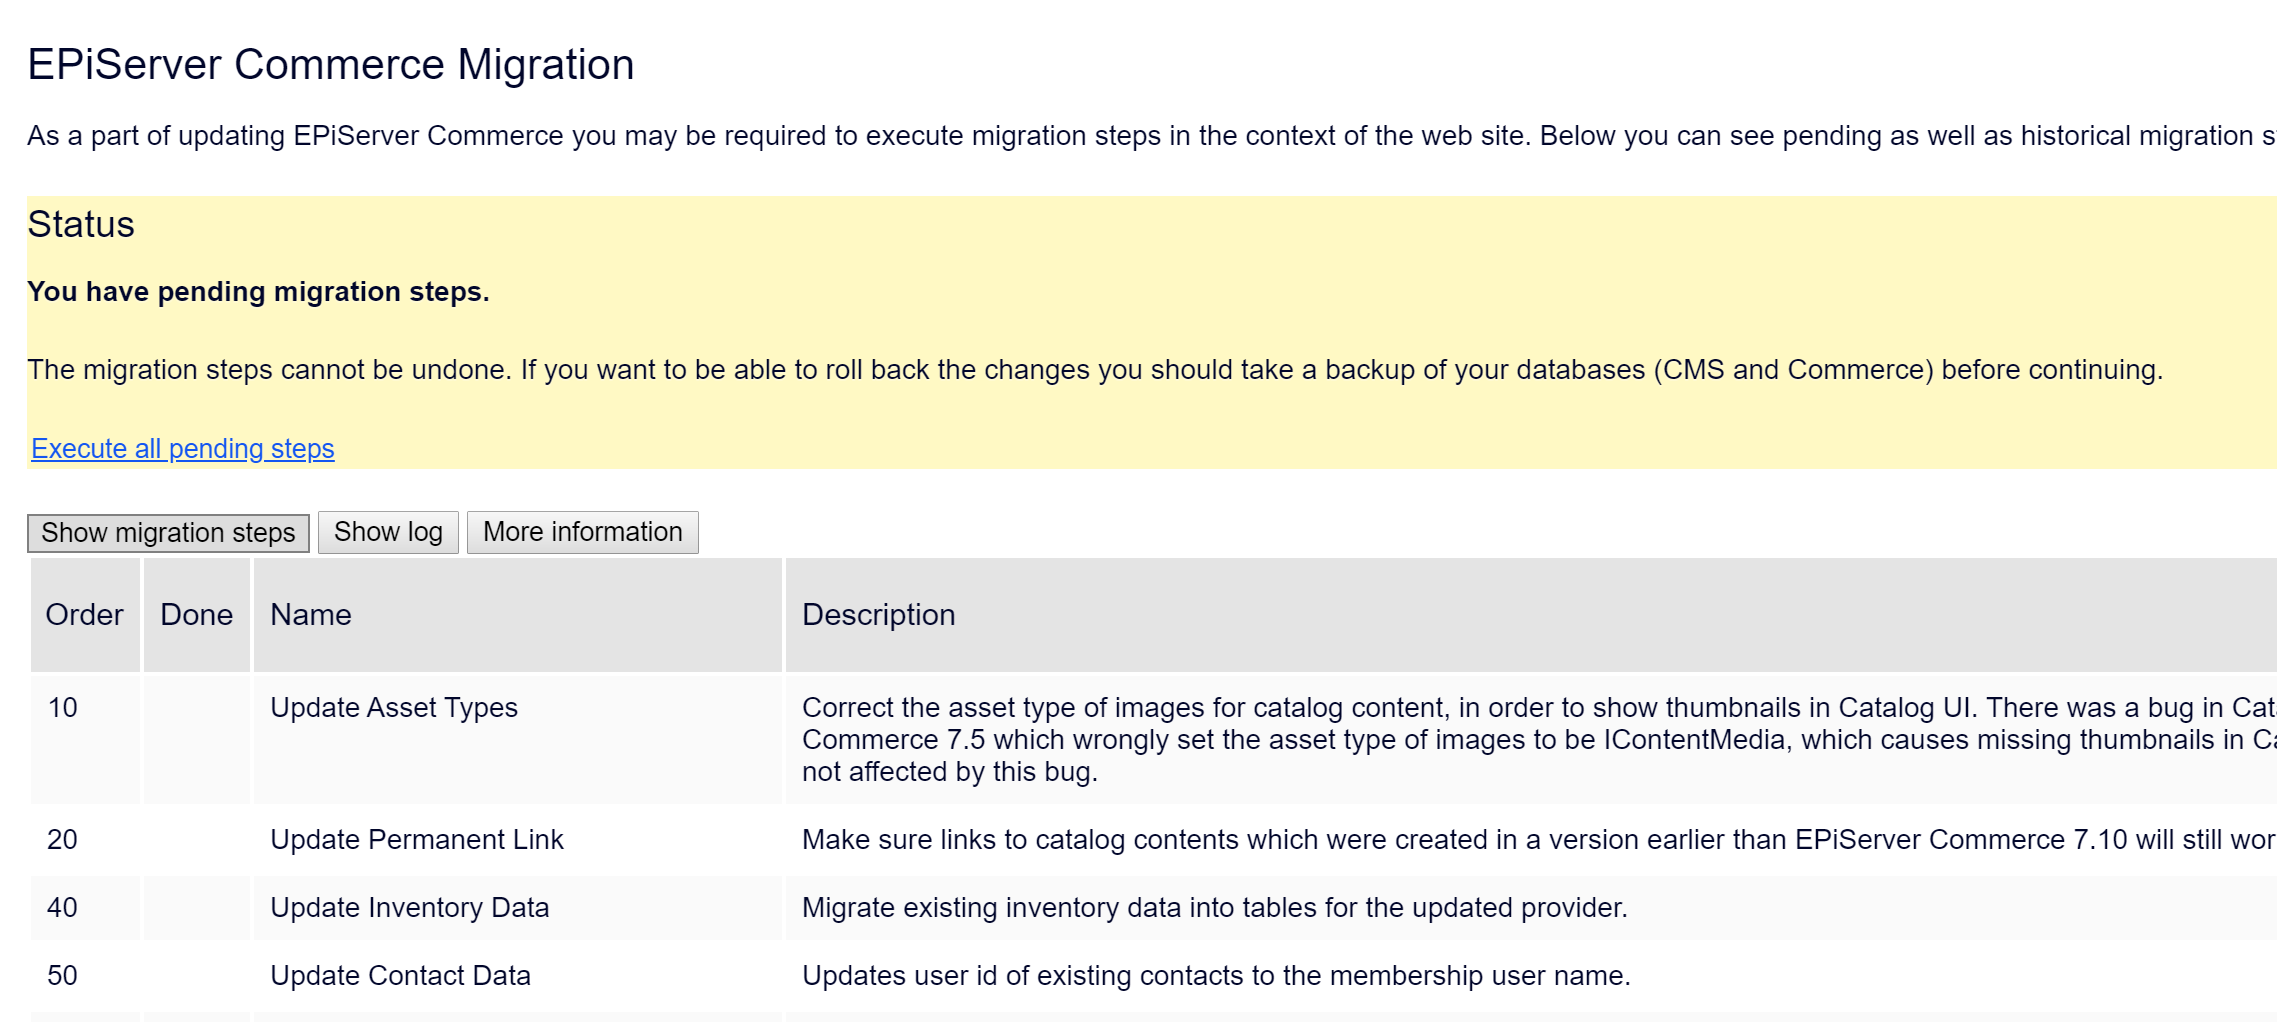 EPiServer Commerce Migration
As a part of updating EPiServer Commerce you may be required to execute migration steps in the context of the web site. Below you can see pending as well as historical migration
Status
You have pending migration steps.
The migration steps cannot be undone. If you want to be able to roll back the changes you should take a backup of your databases (CMS and Commerce) before continuing.
Execute all pending steps
Show migration steps Show log More information
Order Done Name Description
10 Update Asset Types Correct the asset type of images for catalog content, in order to show thumbnails in Catalog UI. There was a bug in
Commerce 7.5 which wrongly set the asset type of images to be IContentMedia, which causes missing thumbnails in
not affected by this bug.
20 Update Permanent Link Make sure links to catalog contents which were created in a version earlier than EPiServer Commerce 7.10 will still
40 Update Inventory Data Migrate existing inventory data into tables for the updated provider.
50 Update Contact Data Updates user id of existing contacts to the membership user name.